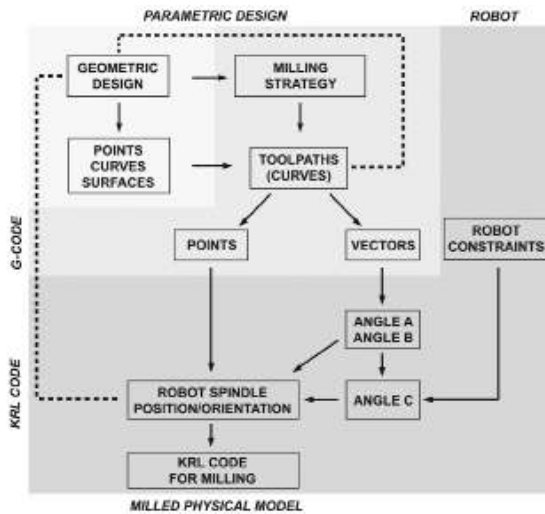 PARAMETRIC DESIGN
ROBOT
GEOMETRIC
DESIGN
MILLING
STRATEGY
POINTS
CURVES
SURFACES
TOOLPATHS
(CURVES)
G-CODE
POINTS
VECTORS
ROBOT
CONSTRAINTS
ANGLE A
ANGLE B
KRL CODE
ROBOT SPINDLE
POSITION/ORIENTATION
ANGLE C
KRL CODE
FOR MILLING
MILLED PHYSICAL MODEL